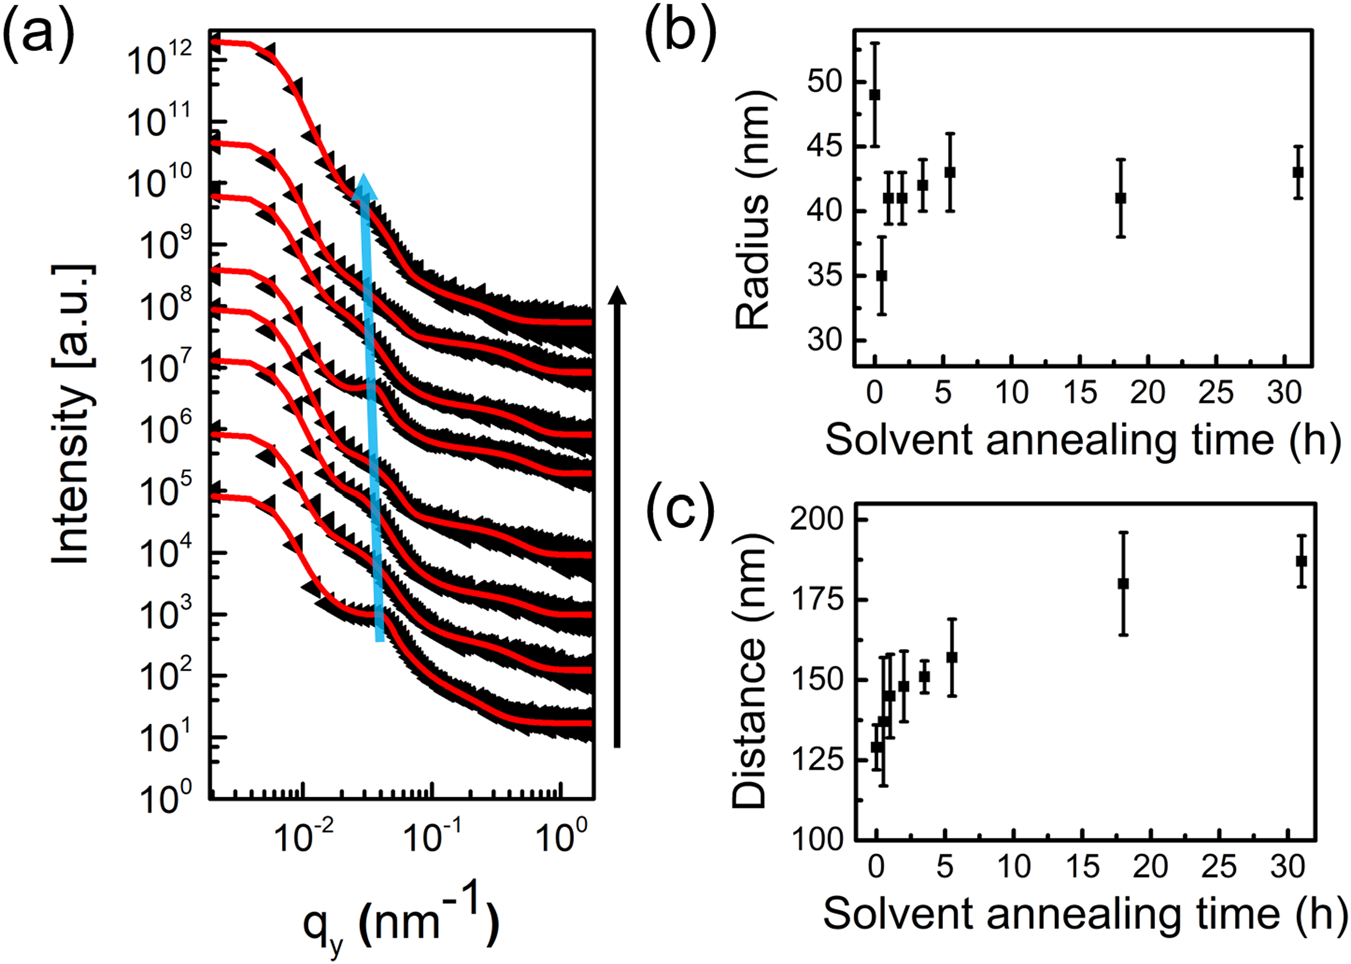 (a)
10^12
10^11
10^10
10^9
10^8
10^7
10^6
10^5
10^4
10^3
10^2
10^1
10^0
Intensity [a.u.]
10^-2 10^-1 10^0
q_y (nm^-1)
(b)
50
45
40
35
30
Radius (nm)
0 5 10 15 20 25 30
Solvent annealing time (h)
(c)
200
175
150
125
100
Distance (nm)
0 5 10 15 20 25 30
Solvent annealing time (h)